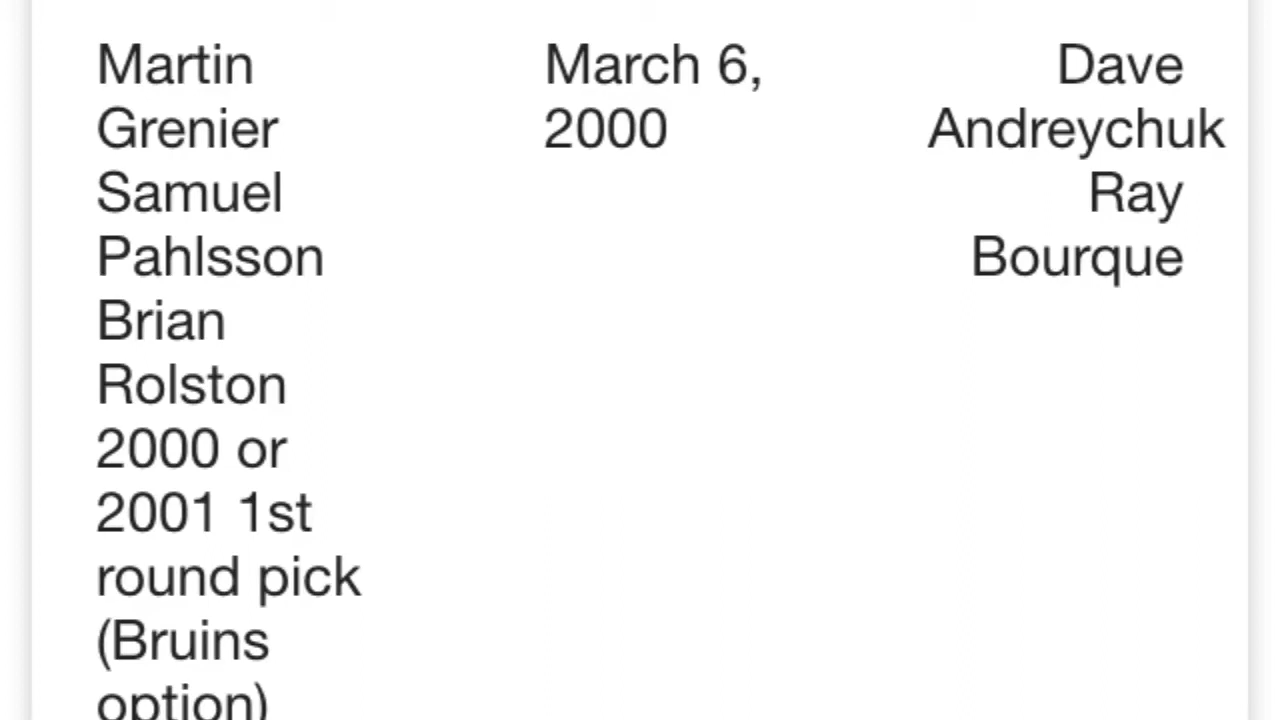 Martin
Grenier
Samuel
Pahlsson
Brian
Rolston
2000 or
2001 1st
round pick
(Bruins
option)
March 6,
2000
Dave
Andreychuk
Ray
Bourque